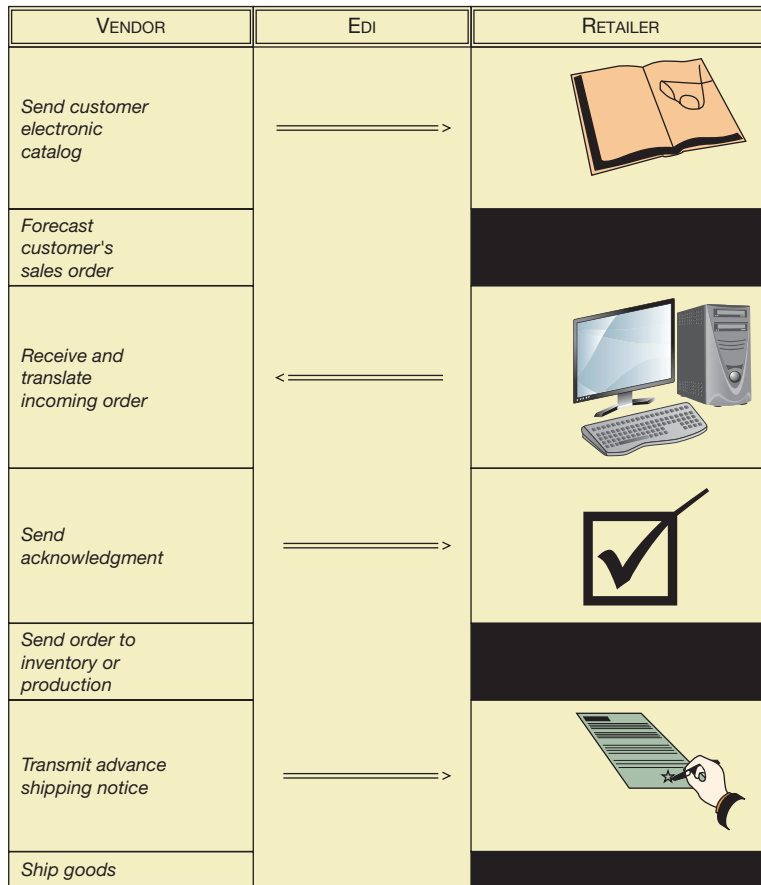 VENDOR
EDI
RETAILER
Send customer
electronic
catalog
Forecast
customer's
sales order
Receive and
translate
incoming order
Send
acknowledgment
Send order to
inventory or
production
Transmit advance
shipping notice
Ship goods